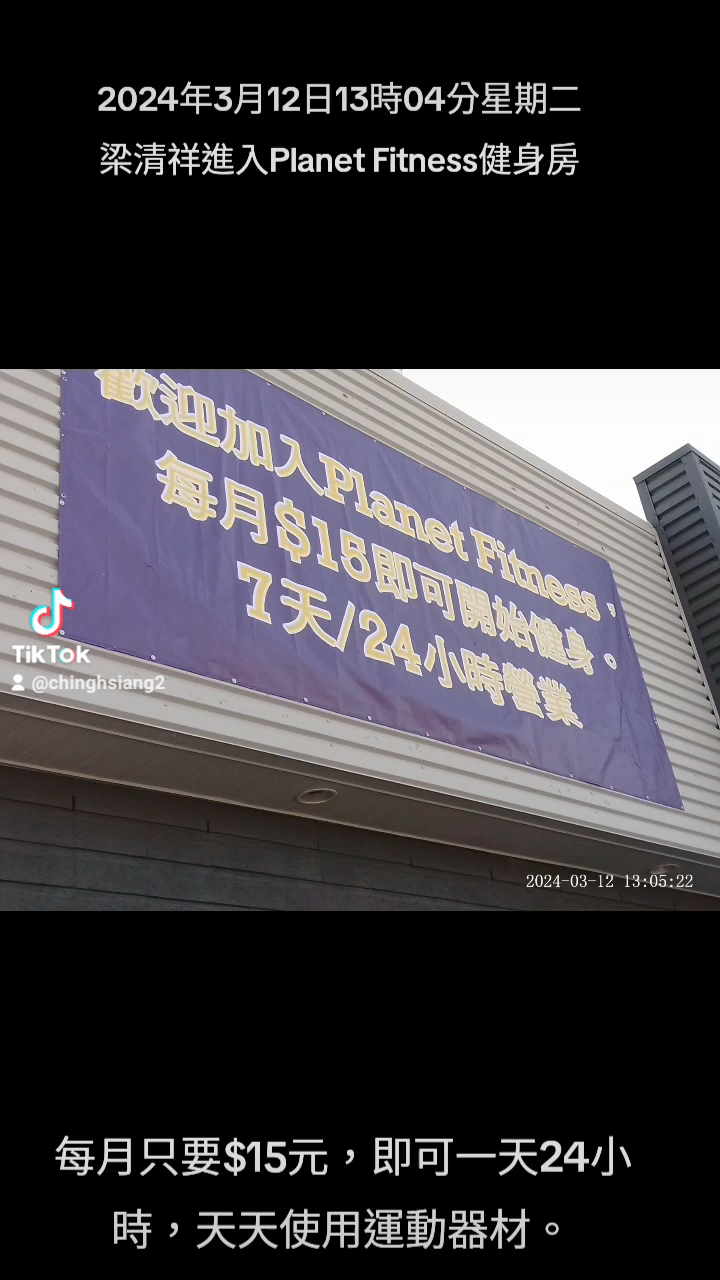 2024年3月12日13時04分星期二
梁清祥進入Planet Fitness健身房
歡迎加入Planet Fitness，
每月$15即可開始健身。
7天/24小時營業
TikTok
@chinghsiang2
2024-03-12 13:05:22
每月只要$15元，即可一天24小
時，天天使用運動器材。